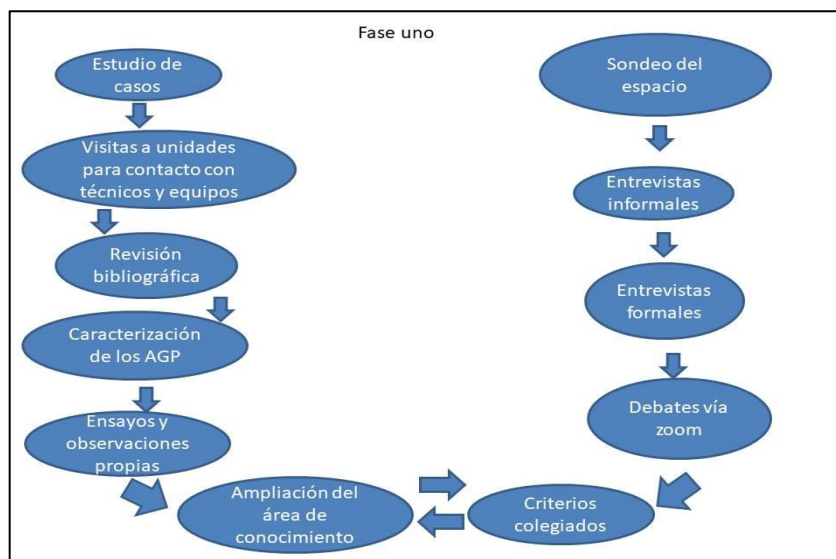 Fase uno
Estudio de
casos
Visitas a unidades
para contacto con
técnicos y equipos
Revisión
bibliográfica
Caracterización
de los AGP
Ensayos y
observaciones
propias
Ampliación del
área de
conocimiento
Sondeo del
espacio
Entrevistas
informales
Entrevistas
formales
Debates vía
zoom
Criterios
colegiados